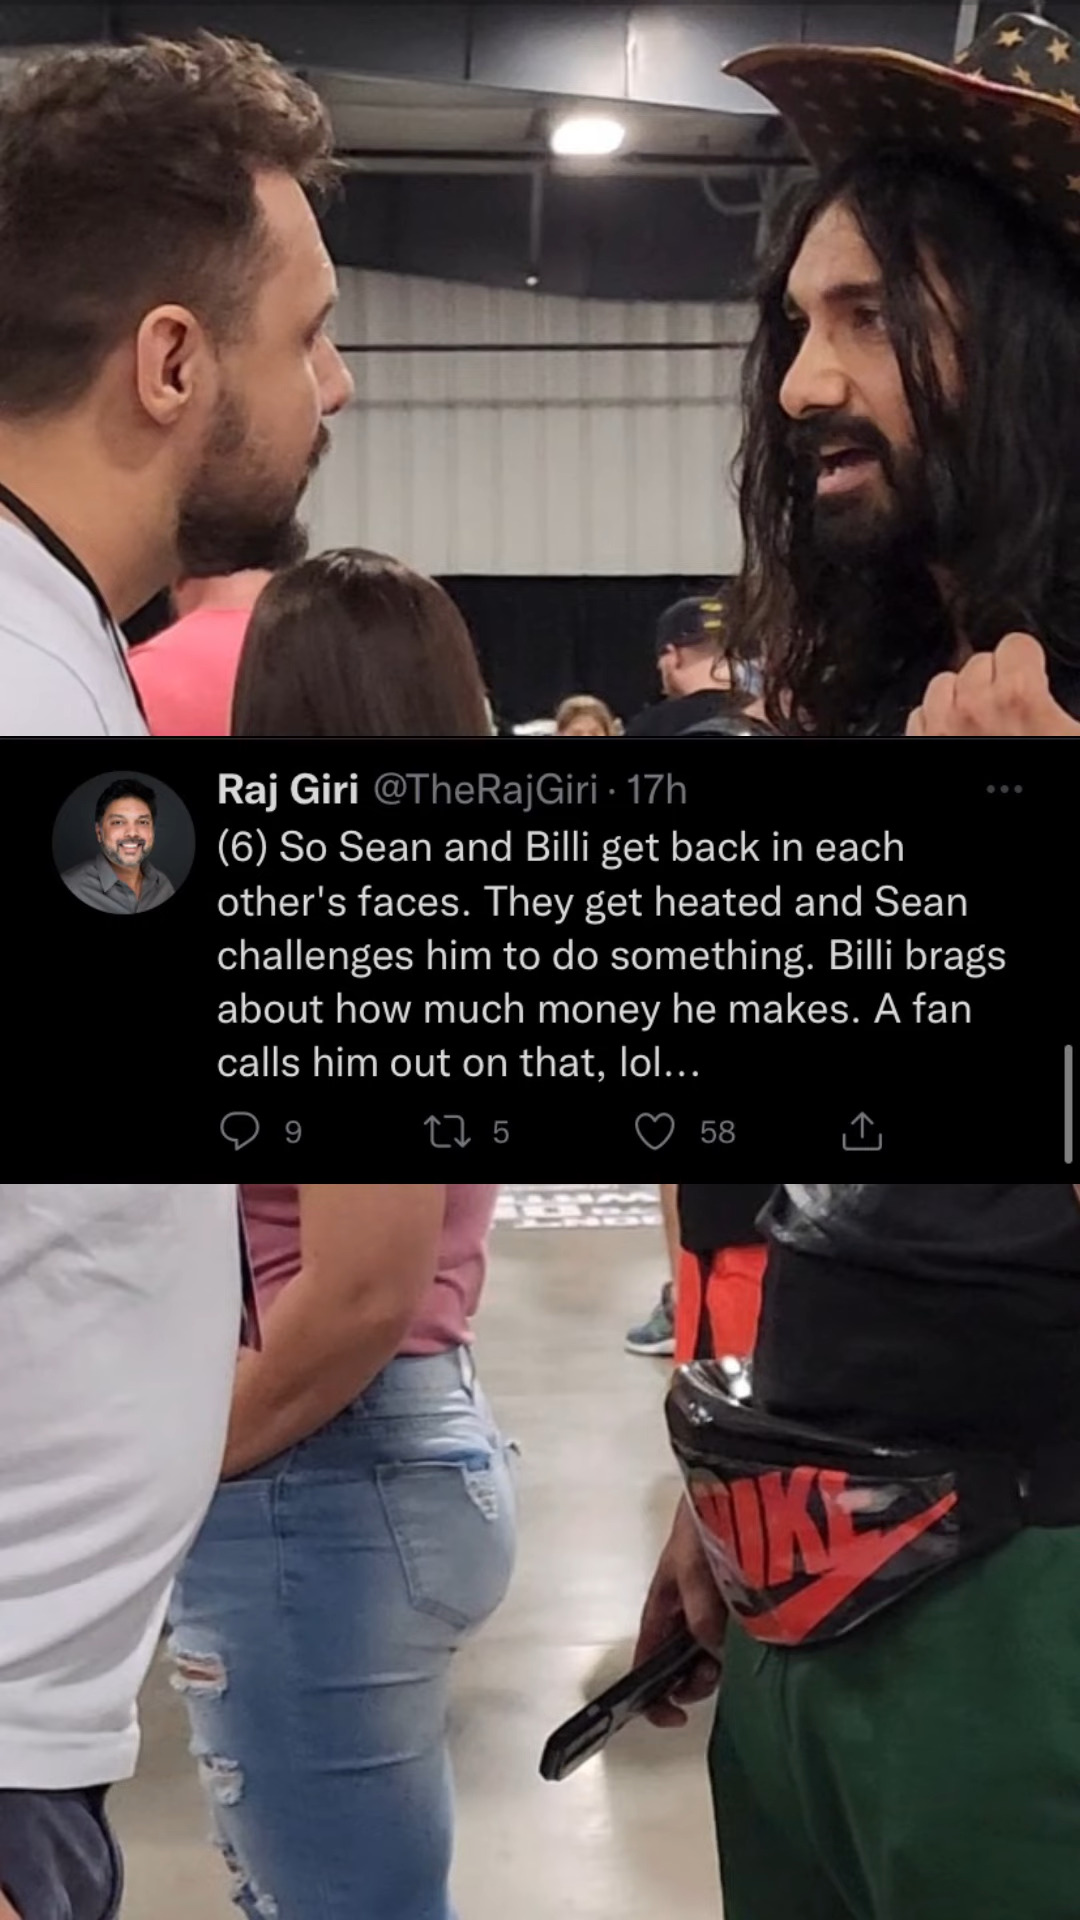 Raj Giri @TheRajGiri · 17h
(6) So Sean and Billi get back in each
other's faces. They get heated and Sean
challenges him to do something. Billi brags
about how much money he makes. A fan
calls him out on that, lol...
9 5 58
NIKE